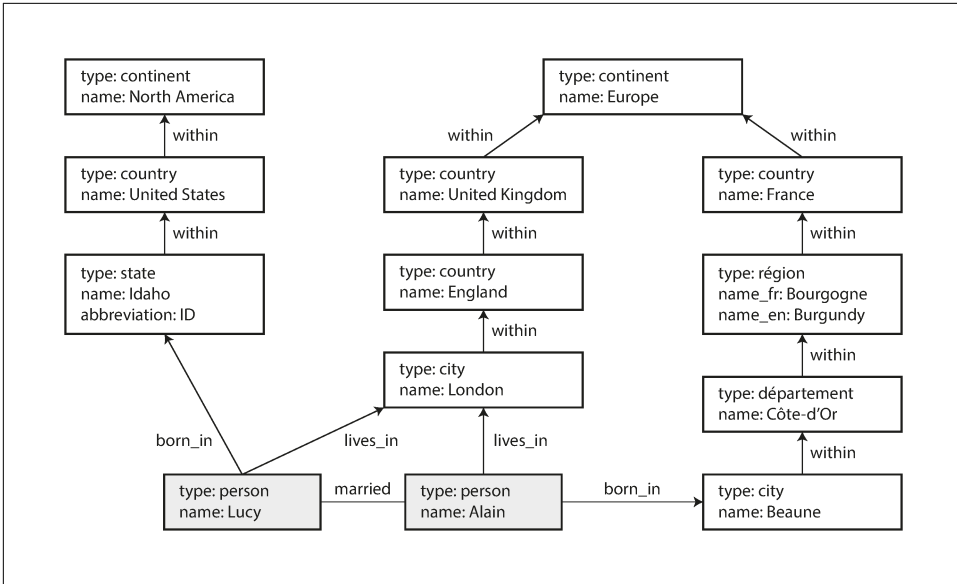 type: continent
name: North America
type: continent
name: Europe
within
within
within
type: country
name: United States
type: country
name: United Kingdom
type: country
name: France
within
within
within
type: state
name: Idaho
abbreviation: ID
type: country
name: England
type: région
name_fr: Bourgogne
name_en: Burgundy
within
within
type: city
name: London
type: département
name: Côte-d'Or
born_in
lives_in
lives_in
within
type: person
name: Lucy
married
type: person
name: Alain
born_in
type: city
name: Beaune